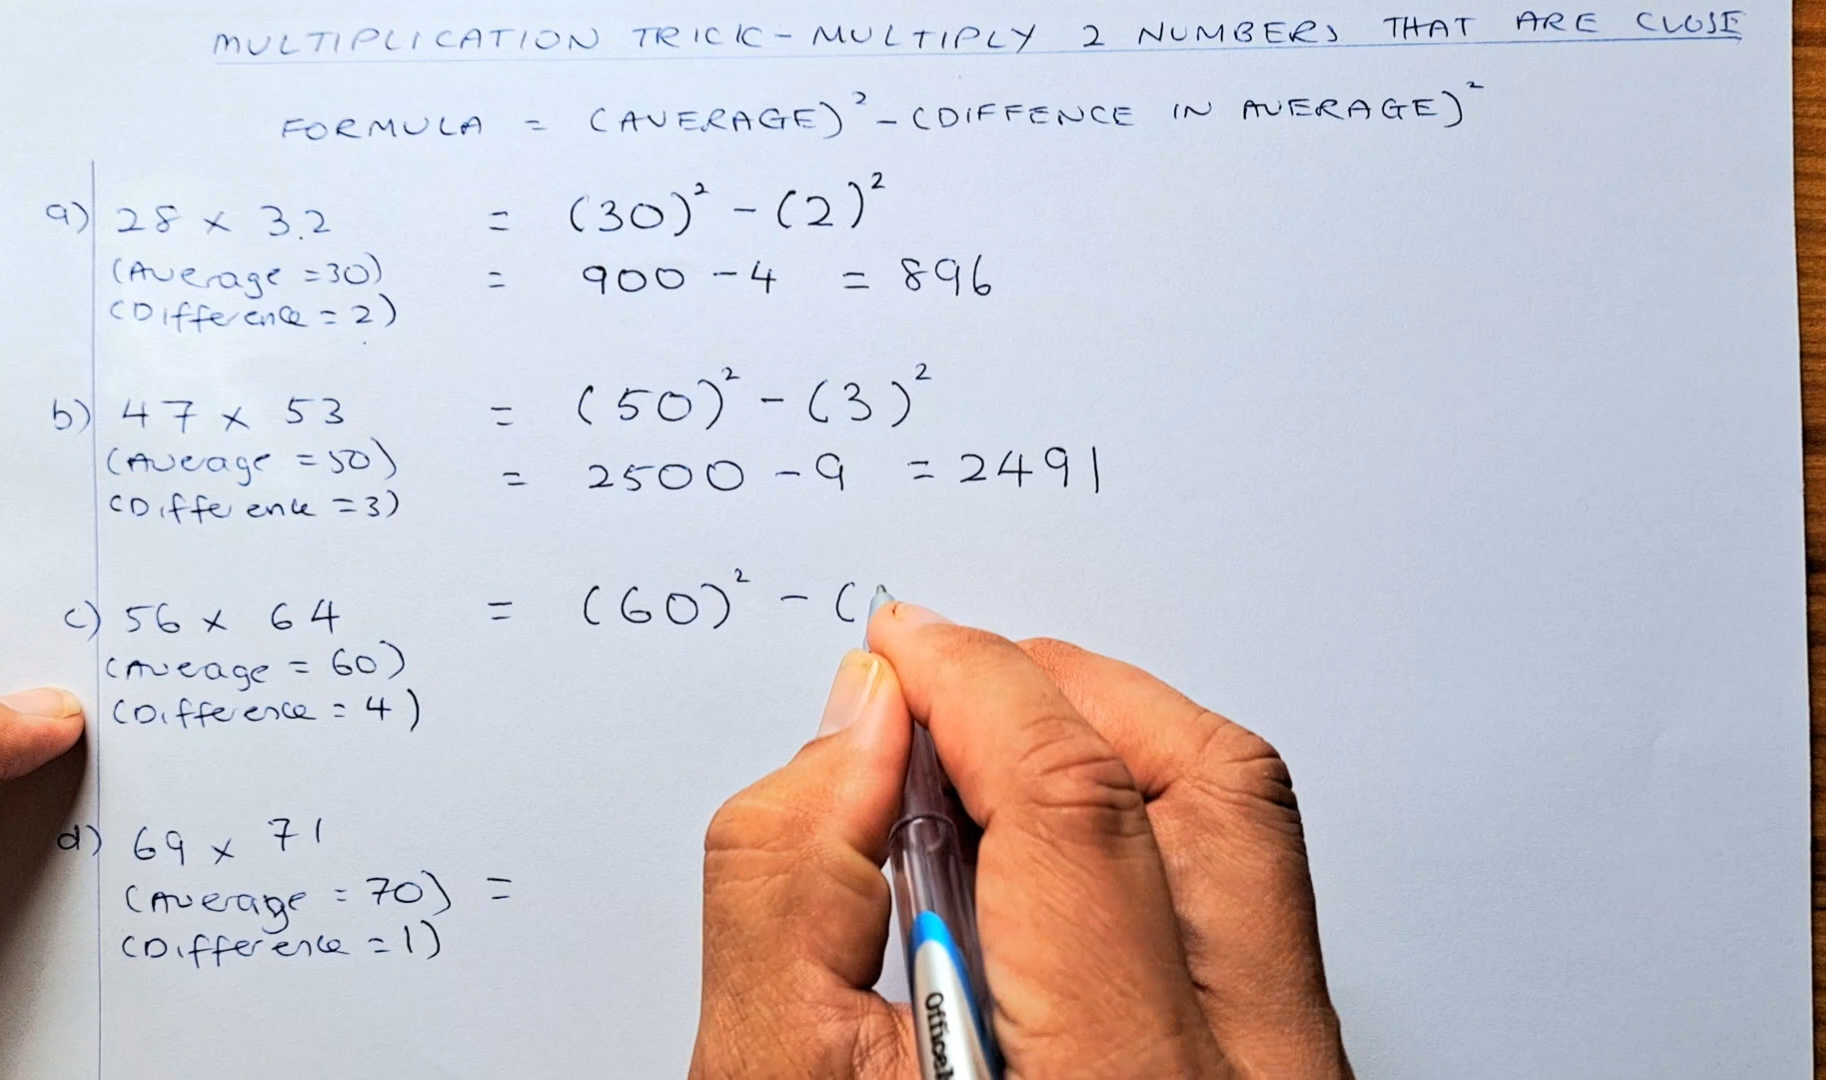 MULTIPLICATION TRICK - MULTIPLY 2 NUMBERS THAT ARE CLOSE
FORMULA = (AVERAGE)² - (DIFFENCE IN AVERAGE)²
a) 28 x 32 = (30)² - (2)²
(Average = 30) = 900 - 4 = 896
(Difference = 2)
b) 47 x 53 = (50)² - (3)²
(Average = 50) = 2500 - 9 = 2491
(Difference = 3)
c) 56 x 64 = (60)² - (
(Average = 60)
(Difference = 4)
d) 69 x 71
(Average = 70) =
(Difference = 1)